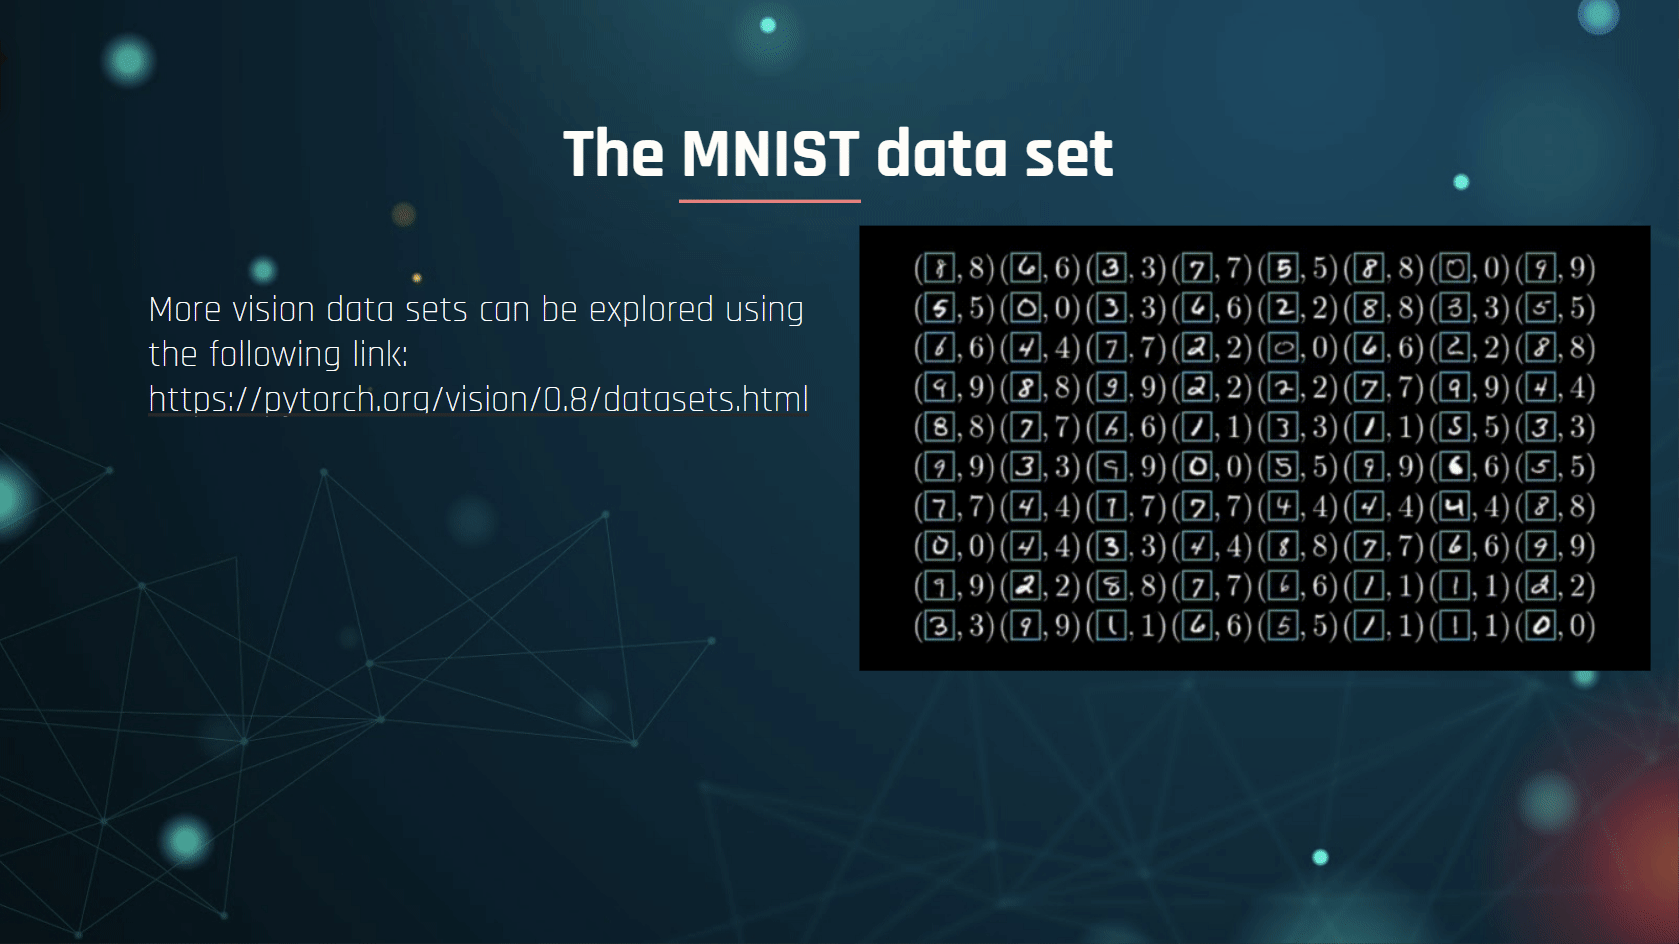 The MNIST data set
More vision data sets can be explored using
the following link:
https://pytorch.org/vision/0.8/datasets.html
(8, 8)(6, 6)(3, 3)(7, 7)(5, 5)(8, 8)(0, 0)(9, 9)
(5, 5)(0, 0)(3, 3)(6, 6)(2, 2)(8, 8)(3, 3)(5, 5)
(6, 6)(4, 4)(7, 7)(2, 2)(0, 0)(6, 6)(2, 2)(8, 8)
(9, 9)(8, 8)(9, 9)(2, 2)(2, 2)(7, 7)(9, 9)(4, 4)
(8, 8)(7, 7)(6, 6)(1, 1)(3, 3)(1, 1)(5, 5)(3, 3)
(9, 9)(3, 3)(9, 9)(0, 0)(5, 5)(9, 9)(6, 6)(5, 5)
(7, 7)(4, 4)(7, 7)(7, 7)(4, 4)(4, 4)(4, 4)(8, 8)
(0, 0)(4, 4)(3, 3)(4, 4)(8, 8)(7, 7)(6, 6)(9, 9)
(9, 9)(2, 2)(8, 8)(7, 7)(6, 6)(1, 1)(1, 1)(2, 2)
(3, 3)(9, 9)(1, 1)(6, 6)(5, 5)(1, 1)(1, 1)(0, 0)